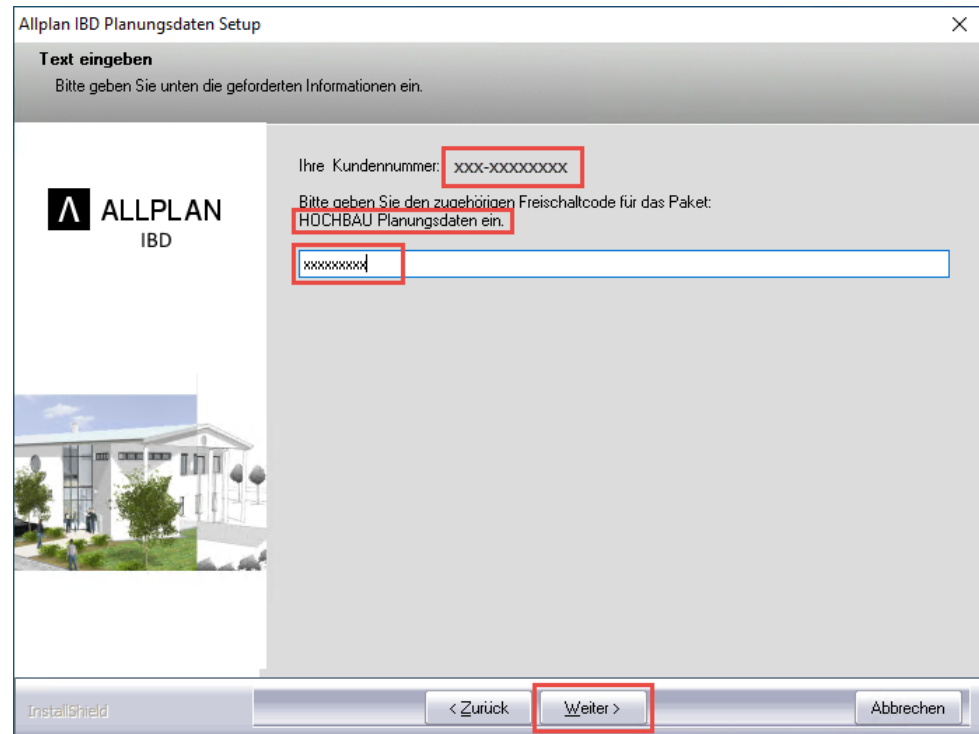 Allplan IBD Planungsdaten Setup
Text eingeben
Bitte geben Sie unten die geforderten Informationen ein.
ALLPLAN
IBD
Ihre Kundennummer: xxx-xxxxxxxx
Bitte geben Sie den zugehörigen Freischaltcode für das Paket:
HOCHBAU Planungsdaten ein.
xxxxxxxxx
InstallShield
< Zurück
Weiter >
Abbrechen